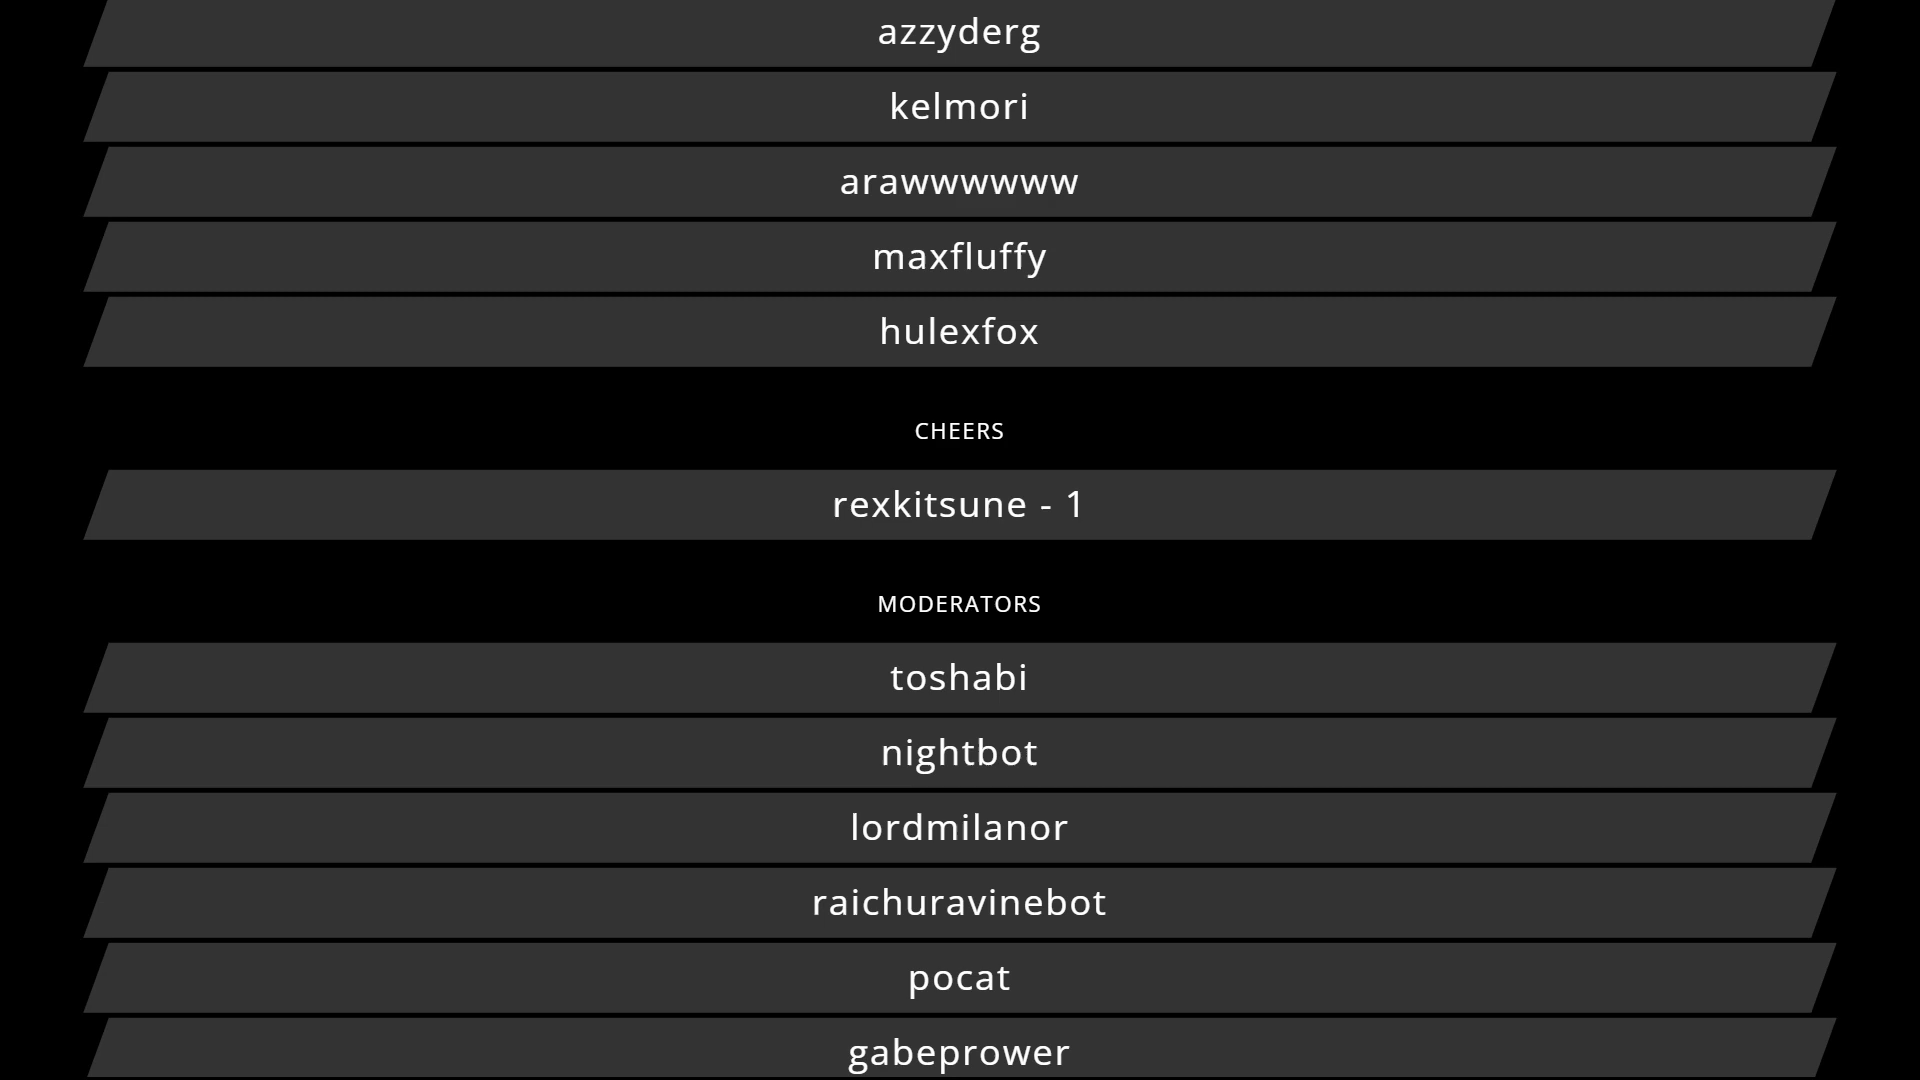 azzyderg
kelmori
arawwwwww
maxfluffy
hulexfox
CHEERS
rexkitsune - 1
MODERATORS
toshabi
nightbot
lordmilanor
raichuravinebot
pocat
gabeprower